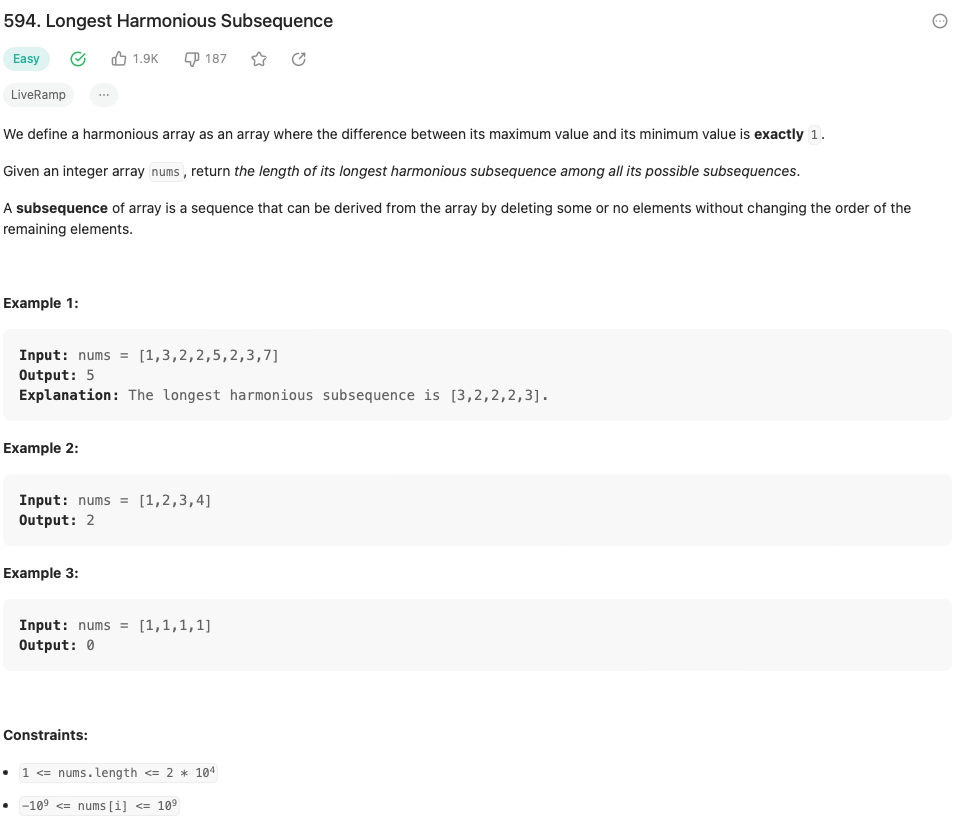 594. Longest Harmonious Subsequence
Easy 1.9K 187
LiveRamp ...
We define a harmonious array as an array where the difference between its maximum value and its minimum value is exactly 1.
Given an integer array nums, return the length of its longest harmonious subsequence among all its possible subsequences.
A subsequence of array is a sequence that can be derived from the array by deleting some or no elements without changing the order of the
remaining elements.
Example 1:
Input: nums = [1,3,2,2,5,2,3,7]
Output: 5
Explanation: The longest harmonious subsequence is [3,2,2,2,3].
Example 2:
Input: nums = [1,2,3,4]
Output: 2
Example 3:
Input: nums = [1,1,1,1]
Output: 0
Constraints:
• 1 <= nums.length <= 2 * 10⁴
• -10⁹ <= nums[i] <= 10⁹